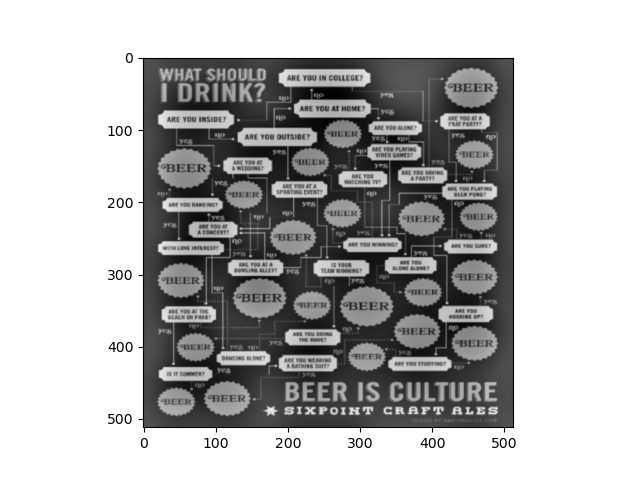 WHAT SHOULD
I DRINK?
ARE YOU IN COLLEGE?
BEER
no
no
yes
ARE YOU AT HOME?
ARE YOU INSIDE?
yes
ARE YOU AT A
FRAT PARTY?
ARE YOU OUTSIDE?
BEER
ARE YOU ALONE?
no
yes
yes
no
yes
no
yes
no
ARE YOU PLAYING
VIDEO GAMES?
BEER
BEER
BEER
ARE YOU AT
A WEDDING?
ARE YOU
WATCHING TV?
ARE YOU HAVING
A PARTY?
ARE YOU AT A
SPORTING EVENT?
ARE YOU PLAYING
BEER PONG?
BEER
ARE YOU DANCING?
BEER
BEER
BEER
ARE YOU AT
A CONCERT?
BEER
WITH LOVE INTEREST?
ARE YOU WINNING?
ARE YOU SURE?
ARE YOU AT A
BOWLING ALLEY?
IS YOUR
TEAM WINNING?
ARE YOU
ALONE ALONE?
BEER
BEER
BEER
BEER
BEER
BEER
ARE YOU AT THE
BEACH OR PARK?
ARE YOU
HOOKING UP?
BEER
ARE YOU DOING
THE WAVE?
BEER
BEER
DANCING ALONE?
BEER
ARE YOU WEARING
A BATHING SUIT?
ARE YOU STUDYING?
IS IT SUMMER?
BEER
BEER
BEER IS CULTURE
SIXPOINT CRAFT ALES
0
100
200
300
400
500
0
100
200
300
400
500